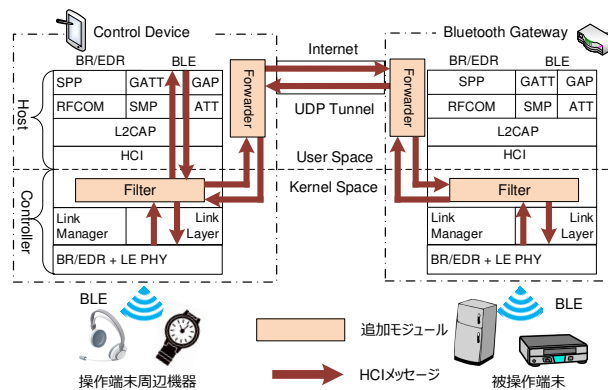 Control Device
Internet
Bluetooth Gateway
BR/EDR
BLE
SPP
GATT
GAP
RFCOM
SMP
ATT
L2CAP
HCI
Host
Controller
Forwarder
UDP Tunnel
User Space
Kernel Space
Filter
Link
Manager
Link
Layer
BR/EDR + LE PHY
BLE
操作端末周辺機器
Forwarder
BR/EDR
BLE
SPP
GATT
GAP
RFCOM
SMP
ATT
L2CAP
HCI
Filter
Link
Manager
Link
Layer
BR/EDR + LE PHY
BLE
被操作端末
追加モジュール
HCIメッセージ